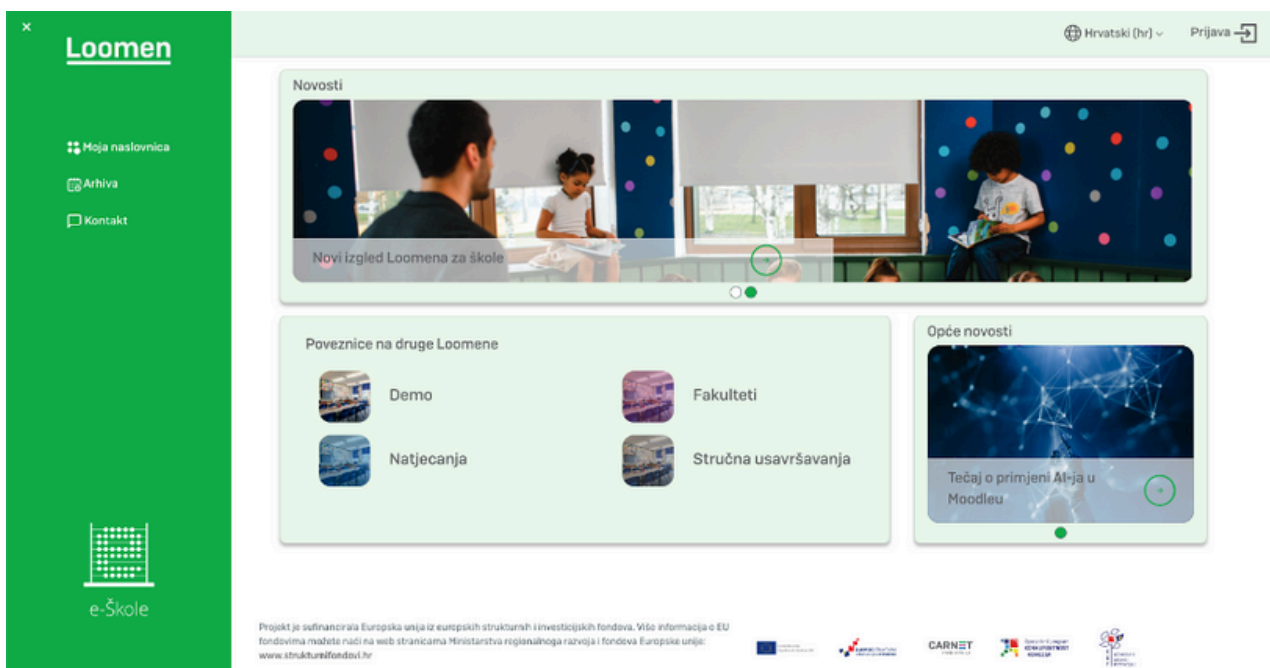 ×
Loomen
Hrvatski (hr)
Prijava
Moja naslovnica
Arhiva
Kontakt
e-Škole
Novosti
Novi izgled Loomena za škole
Poveznice na druge Loomene
Demo
Fakulteti
Natjecanja
Stručna usavršavanja
Opće novosti
Tečaj o primjeni AI-ja u
Moodleu
Projekt je sufinancirala Europska unija iz europskih strukturnih i investicijskih fondova. Više informacija o EU
fondovima možete naći na web stranicama Ministarstva regionalnoga razvoja i fondova Europske unije:
www.strukturnifondovi.hr
CARNET